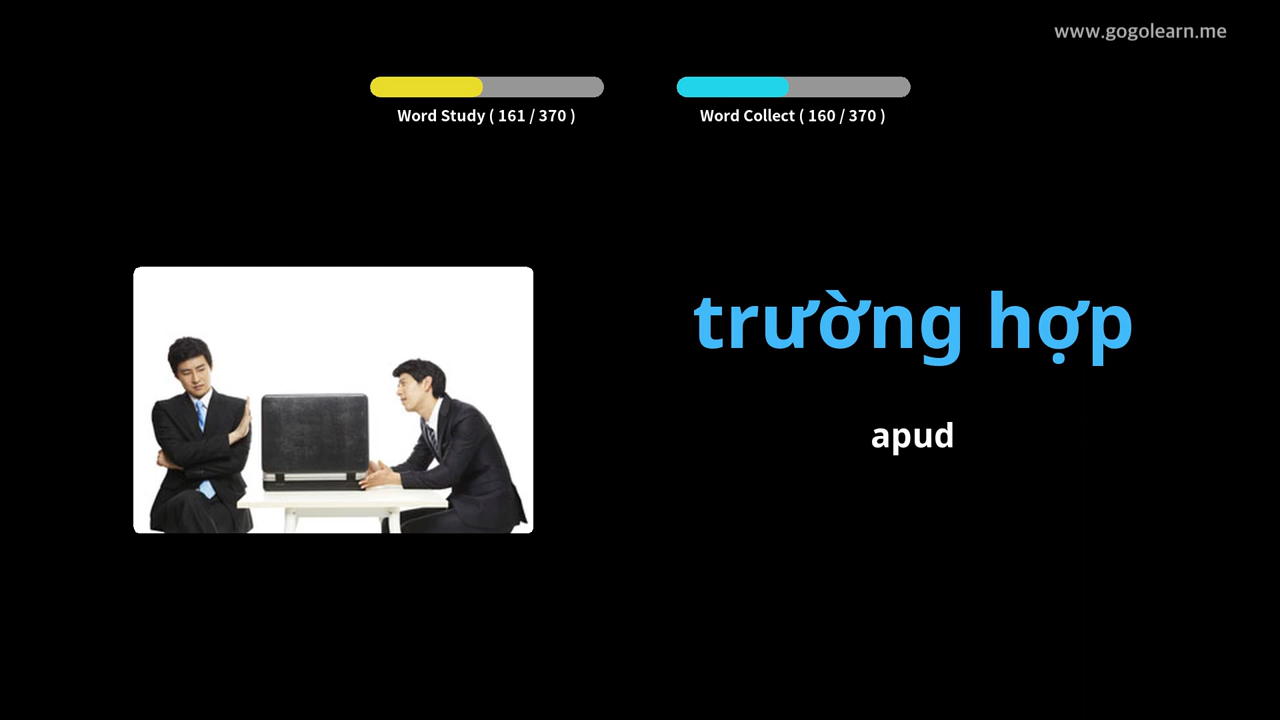 www.gogolearn.me
Word Study ( 161 / 370 )
Word Collect ( 160 / 370 )
trường hợp
apud